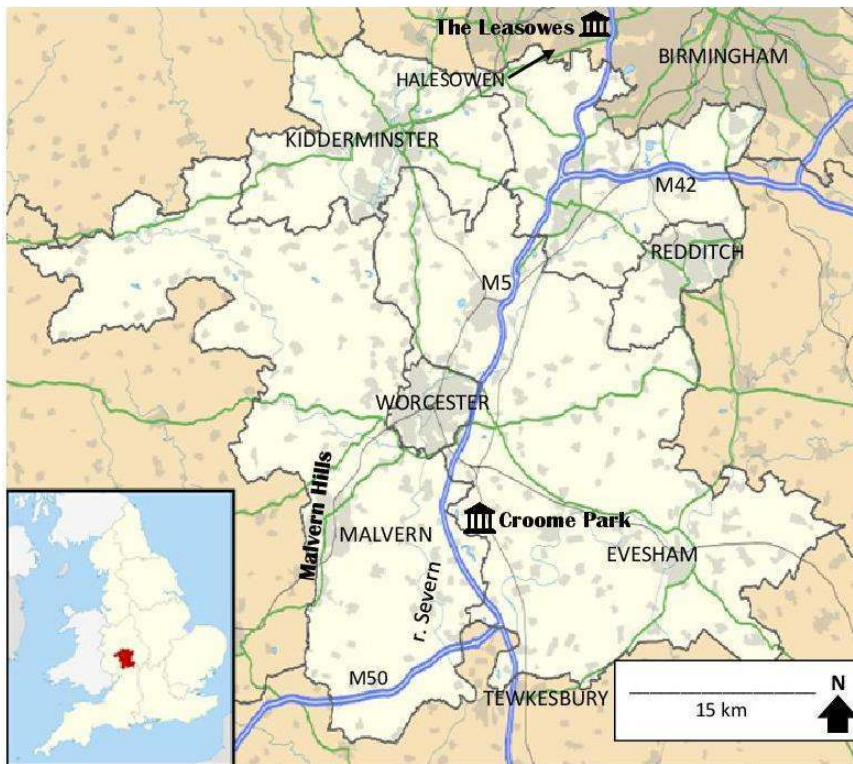 The Leasowes
BIRMINGHAM
HALESOWEN
KIDDERMINSTER
M42
REDDITCH
M5
WORCESTER
Malvern Hills
Croome Park
MALVERN
EVESHAM
r. Severn
M50
TEWKESBURY
N
15 km